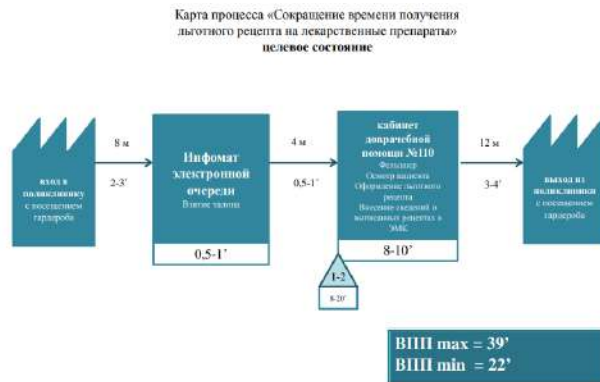 Карта процесса «Сокращение времени получения
льготного рецепта на лекарственные препараты»
целевое состояние
вход в
поликлинику
с посещением
гардероба
8 м
2-3'
Инфомат
электронной
очереди
Взятие талона
0,5-1'
4 м
0,5-1'
кабинет
доврачебной
помощи №110
Фельдшер
Осмотр пациента
Оформление льготного
рецепта
Внесение сведений о
выписанных рецептах в
ЭМК
8-10'
1-2
8-20'
12 м
3-4'
выход из
поликлиники
с посещением
гардероба
ВПП max = 39'
ВПП min = 22'